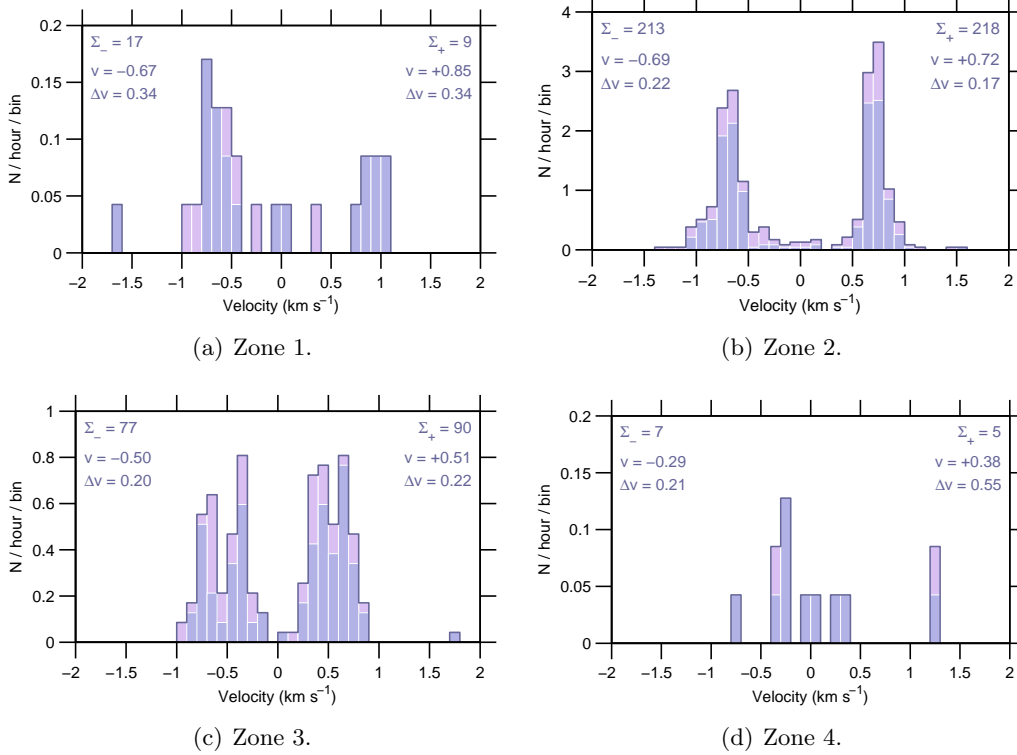 0.2
0.15
0.1
0.05
0
N / hour / bin
Σ₋ = 17
v = −0.67
Δv = 0.34
Σ₊ = 9
v = +0.85
Δv = 0.34
−2 −1.5 −1 −0.5 0 0.5 1 1.5 2
Velocity (km s⁻¹)
(a) Zone 1.
4
3
2
1
0
N / hour / bin
Σ₋ = 213
v = −0.69
Δv = 0.22
Σ₊ = 218
v = +0.72
Δv = 0.17
−2 −1.5 −1 −0.5 0 0.5 1 1.5 2
Velocity (km s⁻¹)
(b) Zone 2.
1
0.8
0.6
0.4
0.2
0
N / hour / bin
Σ₋ = 77
v = −0.50
Δv = 0.20
Σ₊ = 90
v = +0.51
Δv = 0.22
−2 −1.5 −1 −0.5 0 0.5 1 1.5 2
Velocity (km s⁻¹)
(c) Zone 3.
0.2
0.15
0.1
0.05
0
N / hour / bin
Σ₋ = 7
v = −0.29
Δv = 0.21
Σ₊ = 5
v = +0.38
Δv = 0.55
−2 −1.5 −1 −0.5 0 0.5 1 1.5 2
Velocity (km s⁻¹)
(d) Zone 4.